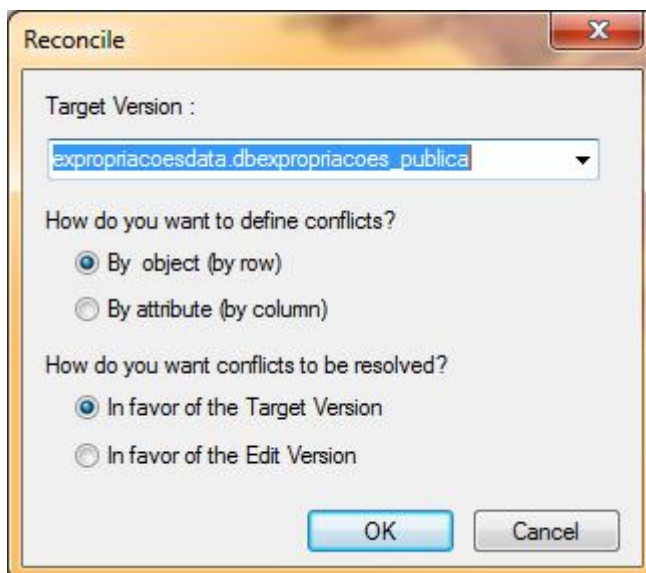 Reconcile
Target Version :
expropriacoesdata.dbexpropriacoes_publica
How do you want to define conflicts?
By object (by row)
By attribute (by column)
How do you want conflicts to be resolved?
In favor of the Target Version
In favor of the Edit Version
OK Cancel